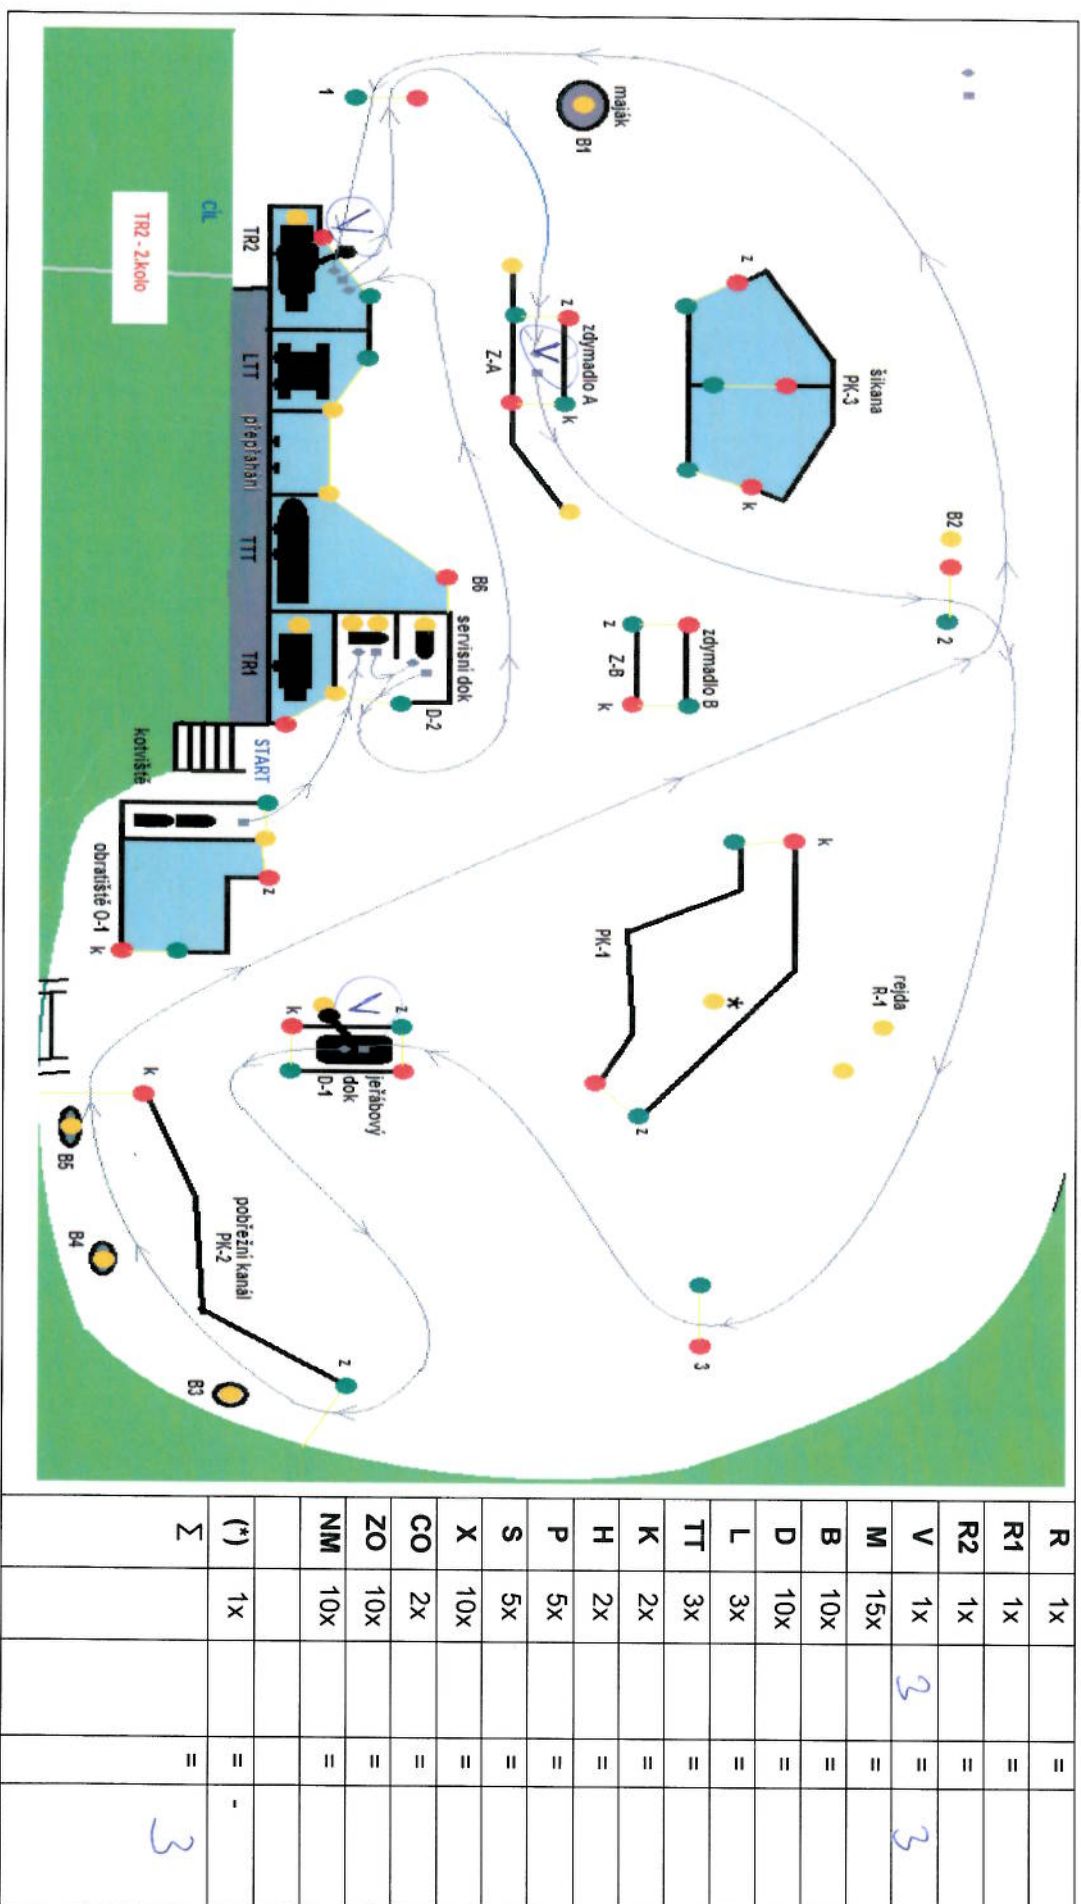 B2
2
rejda
R-1
šikana
PK-3
z
k
k
*
PK-1
z
3
maják
B1
zdymadlo B
z
Z-B
k
zdymadlo A
z
V
k
Z-A
B6
servisní dok
D-2
1
V
z
jeřábový
dok
D-1
k
V
z
START
TR2
LTT
přepřahání
TTT
TR1
z
CÍL
TR2 - 2.kolo
kotviště
obratiště O-1
k
pobřežní kanál
PK-2
k
B3
B4
B5
R 1x =
R1 1x =
R2 1x =
V 1x 3 = 3
M 15x =
B 10x =
D 10x =
L 3x =
TT 3x =
K 2x =
H 2x =
P 5x =
S 5x =
X 10x =
CO 2x =
ZO 10x =
NM 10x =
(*) 1x = -
Σ = 3